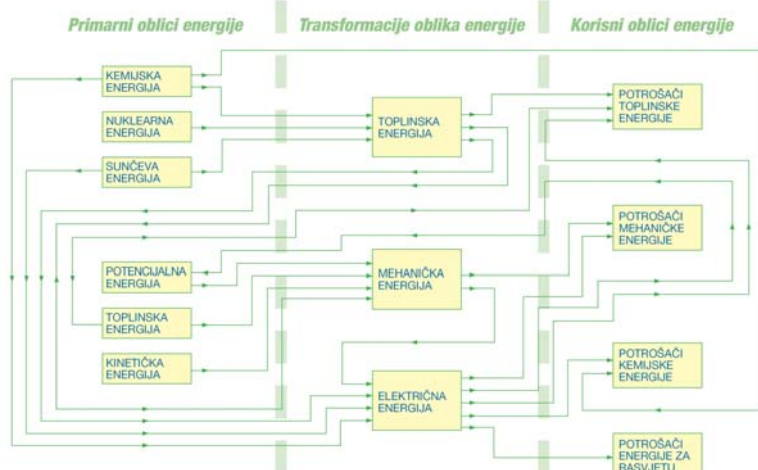 Primarni oblici energije
Transformacije oblika energije
Korisni oblici energije
KEMIJSKA
ENERGIJA
NUKLEARNA
ENERGIJA
SUNČEVA
ENERGIJA
POTENCIJALNA
ENERGIJA
TOPLINSKA
ENERGIJA
KINETIČKA
ENERGIJA
TOPLINSKA
ENERGIJA
MEHANIČKA
ENERGIJA
ELEKTRIČNA
ENERGIJA
POTROŠAČI
TOPLINSKE
ENERGIJE
POTROŠAČI
MEHANIČKE
ENERGIJE
POTROŠAČI
KEMIJSKE
ENERGIJE
POTROŠAČI
ENERGIJE ZA
RASVJETU